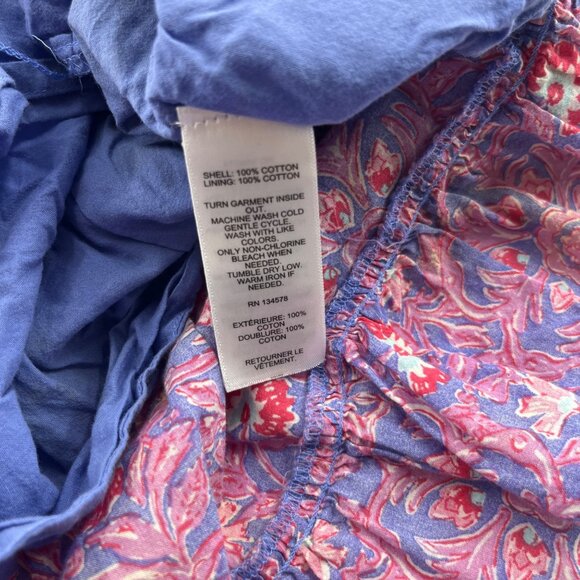 SHELL: 100% COTTON
LINING: 100% COTTON
TURN GARMENT INSIDE
OUT.
MACHINE WASH COLD
GENTLE CYCLE.
WASH WITH LIKE
COLORS.
ONLY NON-CHLORINE
BLEACH WHEN
NEEDED.
TUMBLE DRY LOW.
WARM IRON IF
NEEDED.
RN 134578
EXTÉRIEURE: 100%
COTON
DOUBLURE: 100%
COTON
RETOURNER LE
VÊTEMENT.